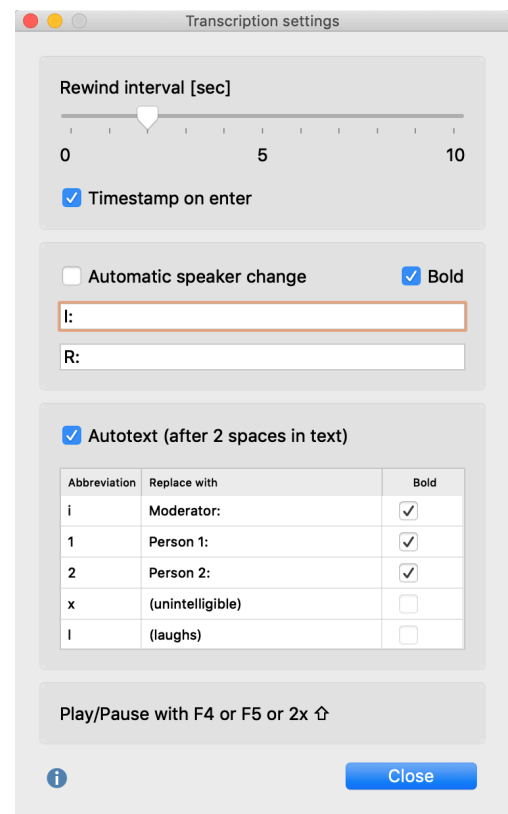 Transcription settings
Rewind interval [sec]
0 5 10
Timestamp on enter
Automatic speaker change Bold
I:
R:
Autotext (after 2 spaces in text)
Abbreviation Replace with Bold
i Moderator:
1 Person 1:
2 Person 2:
x (unintelligible)
l (laughs)
Play/Pause with F4 or F5 or 2x ⇧
i
Close